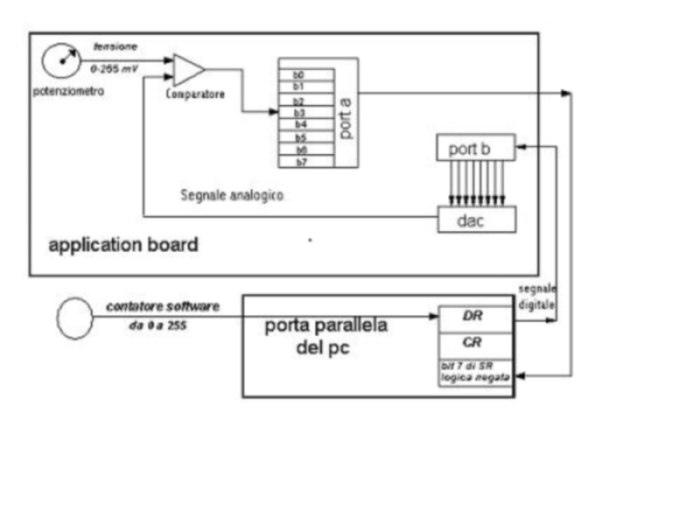 tensione
0-255 mV
potenziometro
Comparatore
b0
b1
b2
b3
b4
b5
b6
b7
port a
port b
dac
Segnale analogico
application board
segnale
digitale
contatore software
da 0 a 255
porta parallela
del pc
DR
CR
bit 7 di SR
logica negata